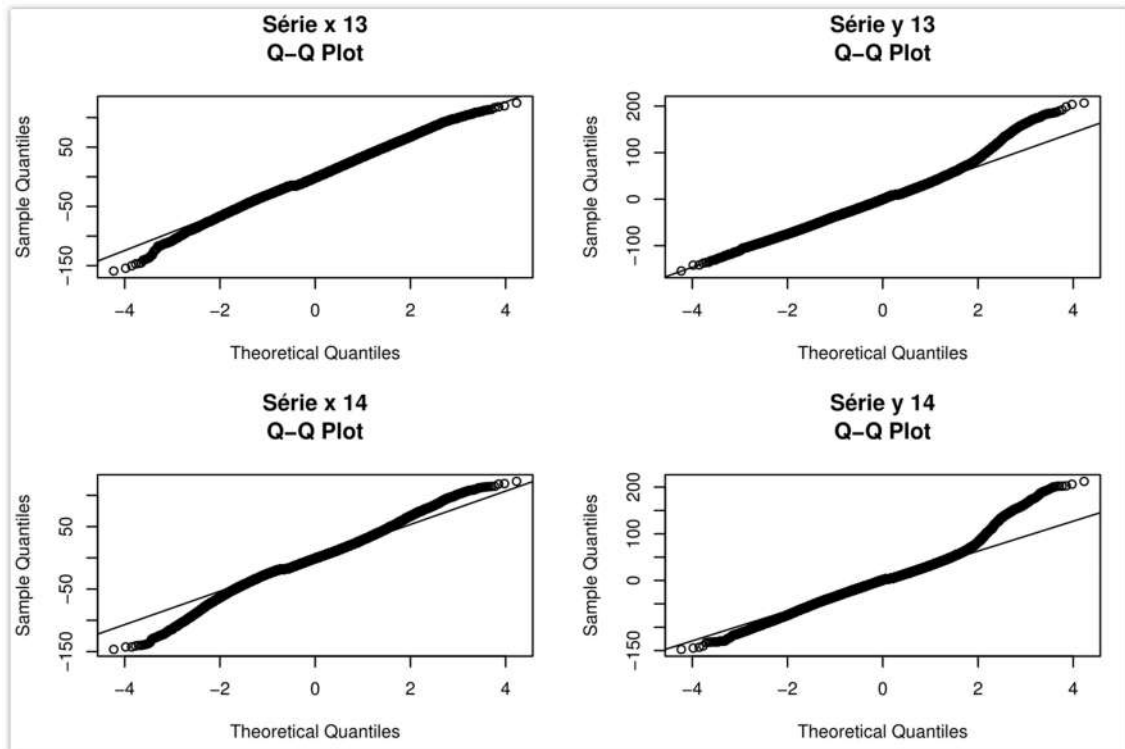 Série x 13
Q−Q Plot
Sample Quantiles
50
−50
−150
−4
−2
0
2
4
Theoretical Quantiles
Série y 13
Q−Q Plot
Sample Quantiles
200
100
0
−100
−4
−2
0
2
4
Theoretical Quantiles
Série x 14
Q−Q Plot
Sample Quantiles
50
−50
−150
−4
−2
0
2
4
Theoretical Quantiles
Série y 14
Q−Q Plot
Sample Quantiles
200
100
0
−150
−4
−2
0
2
4
Theoretical Quantiles